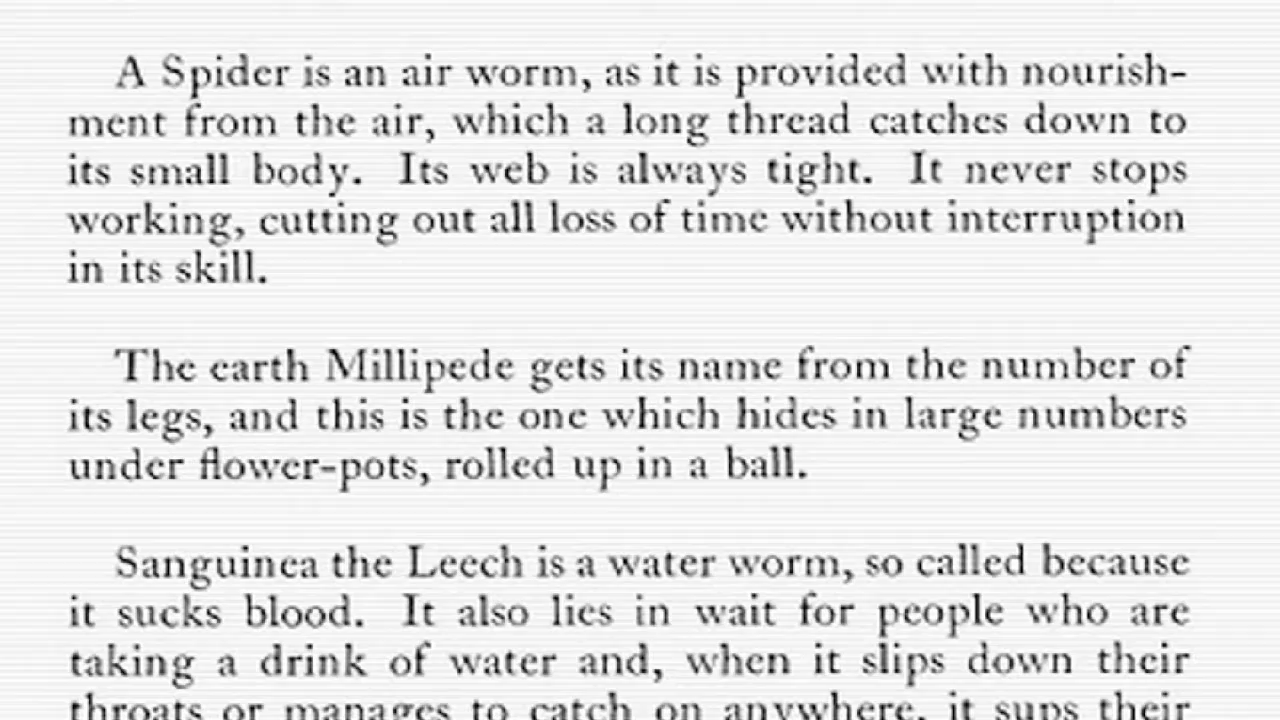 A Spider is an air worm, as it is provided with nourish-
ment from the air, which a long thread catches down to
its small body. Its web is always tight. It never stops
working, cutting out all loss of time without interruption
in its skill.
The earth Millipede gets its name from the number of
its legs, and this is the one which hides in large numbers
under flower-pots, rolled up in a ball.
Sanguinea the Leech is a water worm, so called because
it sucks blood. It also lies in wait for people who are
taking a drink of water and, when it slips down their
throats or manages to catch on anywhere, it sups their